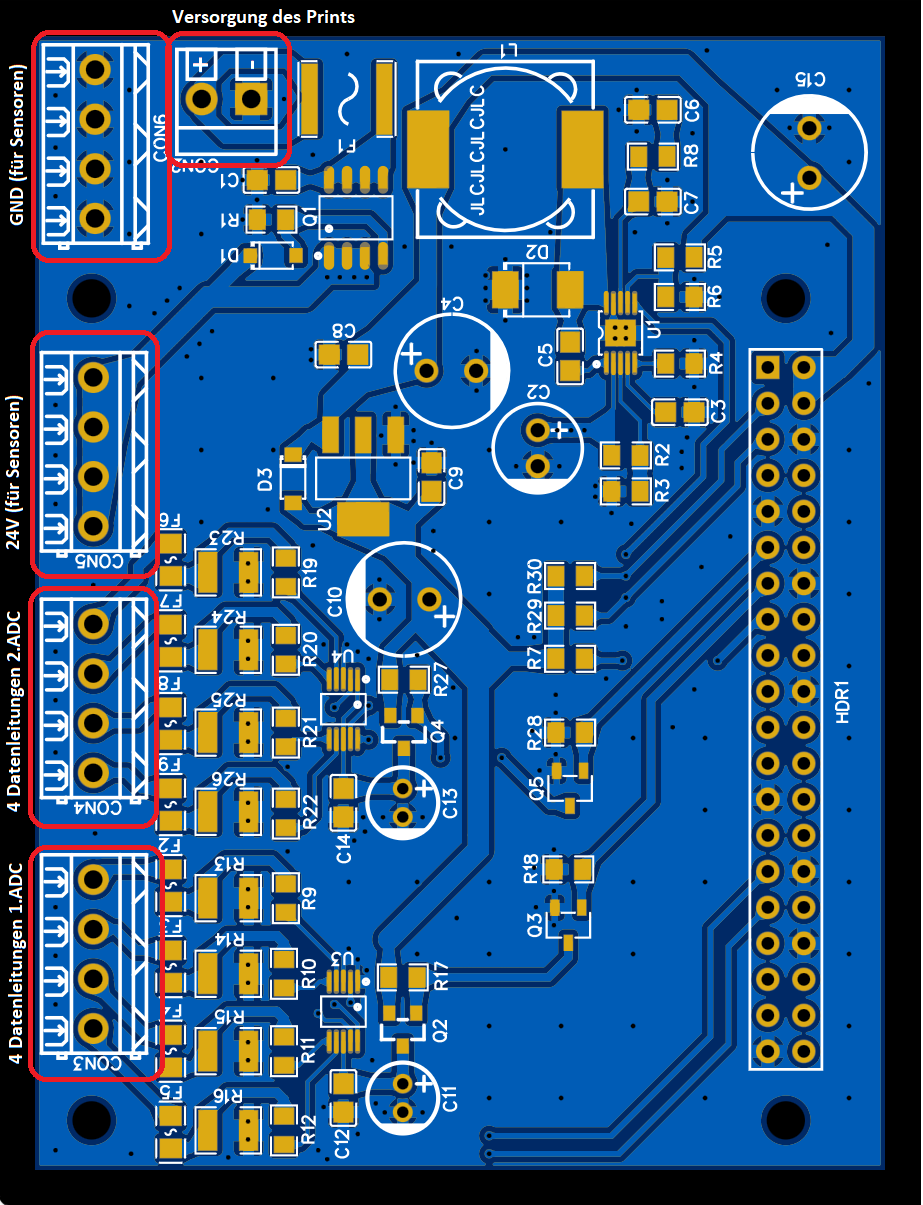 Versorgung des Prints
GND (für Sensoren)
24V (für Sensoren)
4 Datenleitungen 2.ADC
4 Datenleitungen 1.ADC
+ -
CON6
F1
L1
JLCJLCJLCJLC
C6
R8
C7
C15
+
C1
R1
Q1
D1
D2
R5
R6
U1
C4
+
C8
C5
R4
C2
+
C3
R2
R3
D3
C9
U2
CON5
F6
R23
R19
C10
+
R30
R29
R7
F7
R24
R20
U4
R27
F8
R25
R21
Q4
R28
Q5
HDR1
F9
R26
R22
C13
+
C14
CON4
F2
R13
R9
R18
Q3
R14
R10
U3
R17
R15
R11
Q2
CON3
F5
R16
R12
C11
+
C12